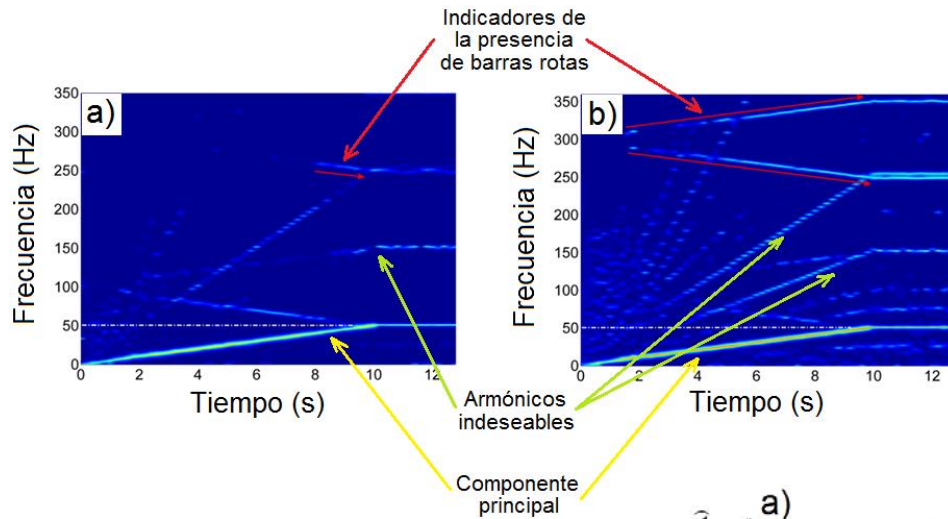 Indicadores de
la presencia
de barras rotas
a)
Frecuencia (Hz)
350
300
250
200
150
100
50
0
0 2 4 6 8 10 12
Tiempo (s)
b)
Frecuencia (Hz)
350
300
250
200
150
100
50
0
0 2 4 6 8 10 12
Tiempo (s)
Armónicos
indeseables
Componente
principal
a)